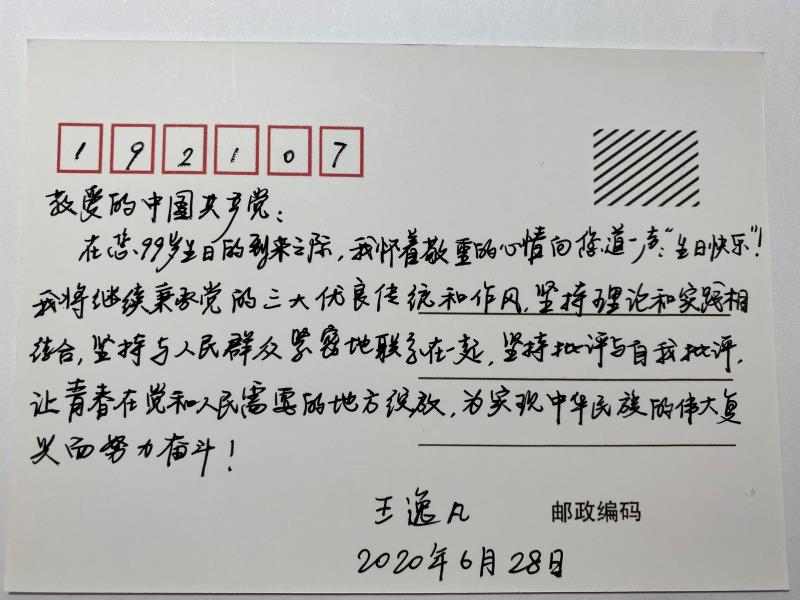 192107
敬爱的中国共产党:
在您99岁生日的到来之际,我怀着敬重的心情向您道一声:“生日快乐”!
我将继续秉承党的三大优良传统和作风,坚持理论和实践相
结合,坚持与人民群众紧密地联系在一起,坚持批评与自我批评,
让青春在党和人民需要的地方绽放,为实现中华民族的伟大复
兴而努力奋斗!
王逸凡
邮政编码
2020年6月28日